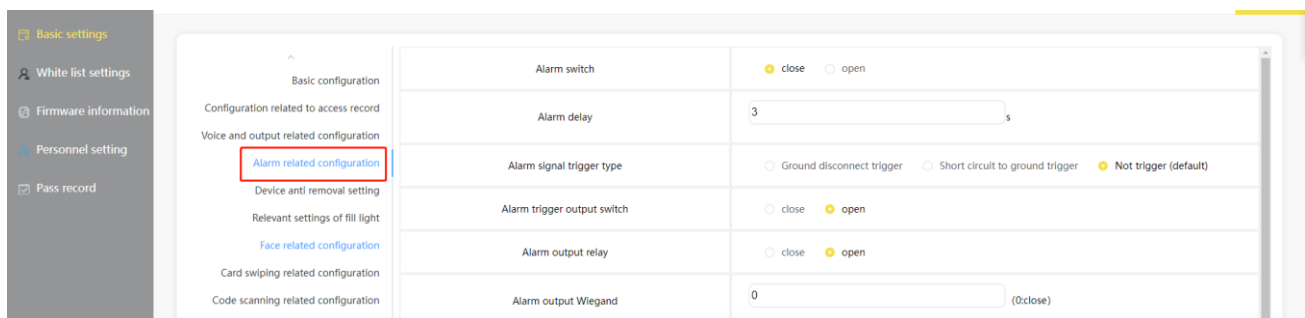 Basic settings
White list settings
Firmware information
Personnel setting
Pass record
Basic configuration
Configuration related to access record
Voice and output related configuration
Alarm related configuration
Device anti removal setting
Relevant settings of fill light
Face related configuration
Card swiping related configuration
Code scanning related configuration
Alarm switch close open
Alarm delay 3 s
Alarm signal trigger type Ground disconnect trigger Short circuit to ground trigger Not trigger (default)
Alarm trigger output switch close open
Alarm output relay close open
Alarm output Wiegand 0 (0:close)